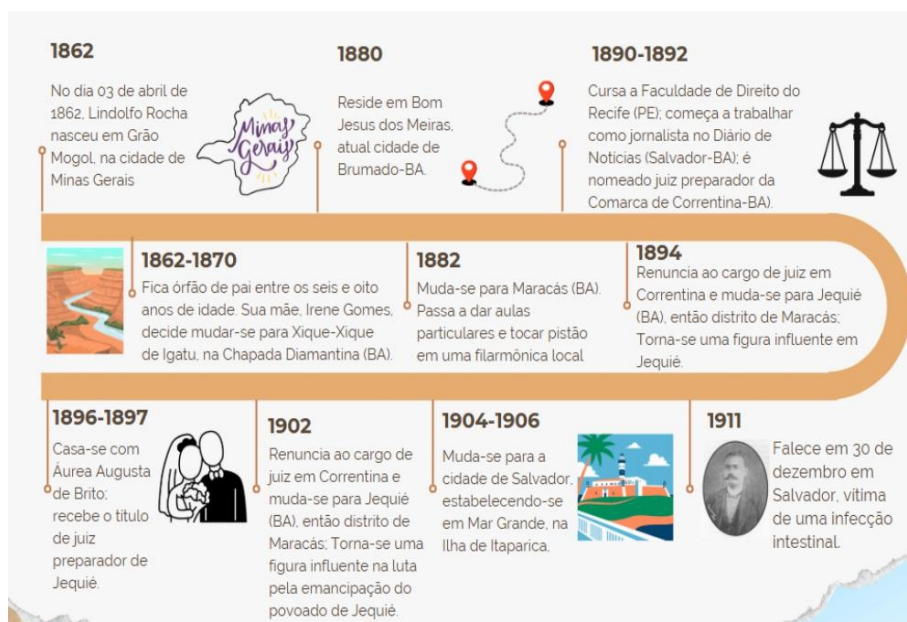 1862
No dia 03 de abril de
1862, Lindolfo Rocha
nasceu em Grão
Mogol, na cidade de
Minas Gerais
Minas
Gerais
1880
Reside em Bom
Jesus dos Meiras,
atual cidade de
Brumado-BA.
1890-1892
Cursa a Faculdade de Direito do
Recife (PE); começa a trabalhar
como jornalista no Diário de
Notícias (Salvador-BA); é
nomeado juiz preparador da
Comarca de Correntina-BA).
1862-1870
Fica órfão de pai entre os seis e oito
anos de idade. Sua mãe, Irene Gomes,
decide mudar-se para Xique-Xique
de Igatu, na Chapada Diamantina (BA).
1882
Muda-se para Maracás (BA).
Passa a dar aulas
particulares e tocar pistão
em uma filarmônica local
1894
Renuncia ao cargo de juiz em
Correntina e muda-se para Jequié
(BA), então distrito de Maracás;
Torna-se uma figura influente em
Jequié.
1896-1897
Casa-se com
Áurea Augusta
de Brito;
recebe o título
de juiz
preparador de
Jequié.
1902
Renuncia ao cargo de
juiz em Correntina e
muda-se para Jequié
(BA), então distrito de
Maracás; Torna-se uma
figura influente na luta
pela emancipação do
povoado de Jequié.
1904-1906
Muda-se para a
cidade de Salvador,
estabelecendo-se
em Mar Grande, na
Ilha de Itaparica,
1911
Falece em 30 de
dezembro em
Salvador, vítima
de uma infecção
intestinal.